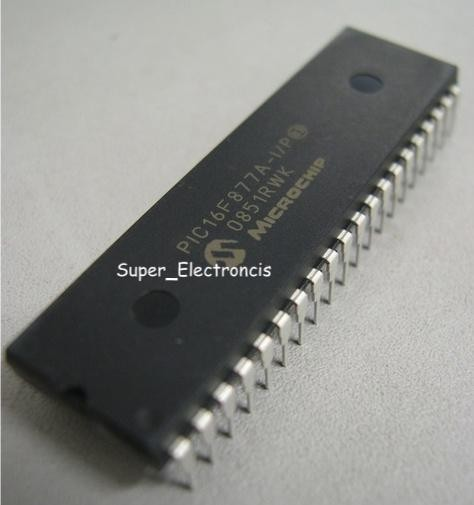 PIC16F877A-I/P
0851RWK
MICROCHIP
Super_Electroncis